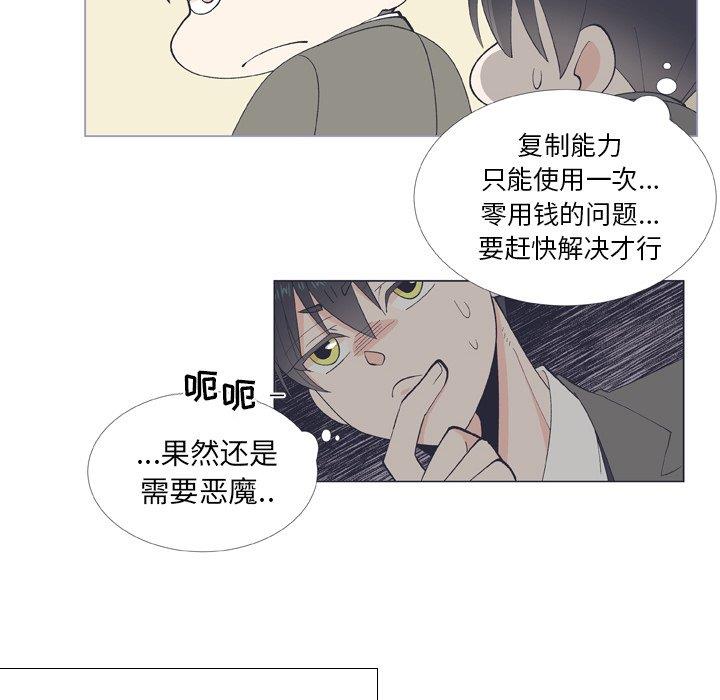 复制能力
只能使用一次...
零用钱的问题...
要赶快解决才行
呃呃–
...果然还是
需要恶魔..